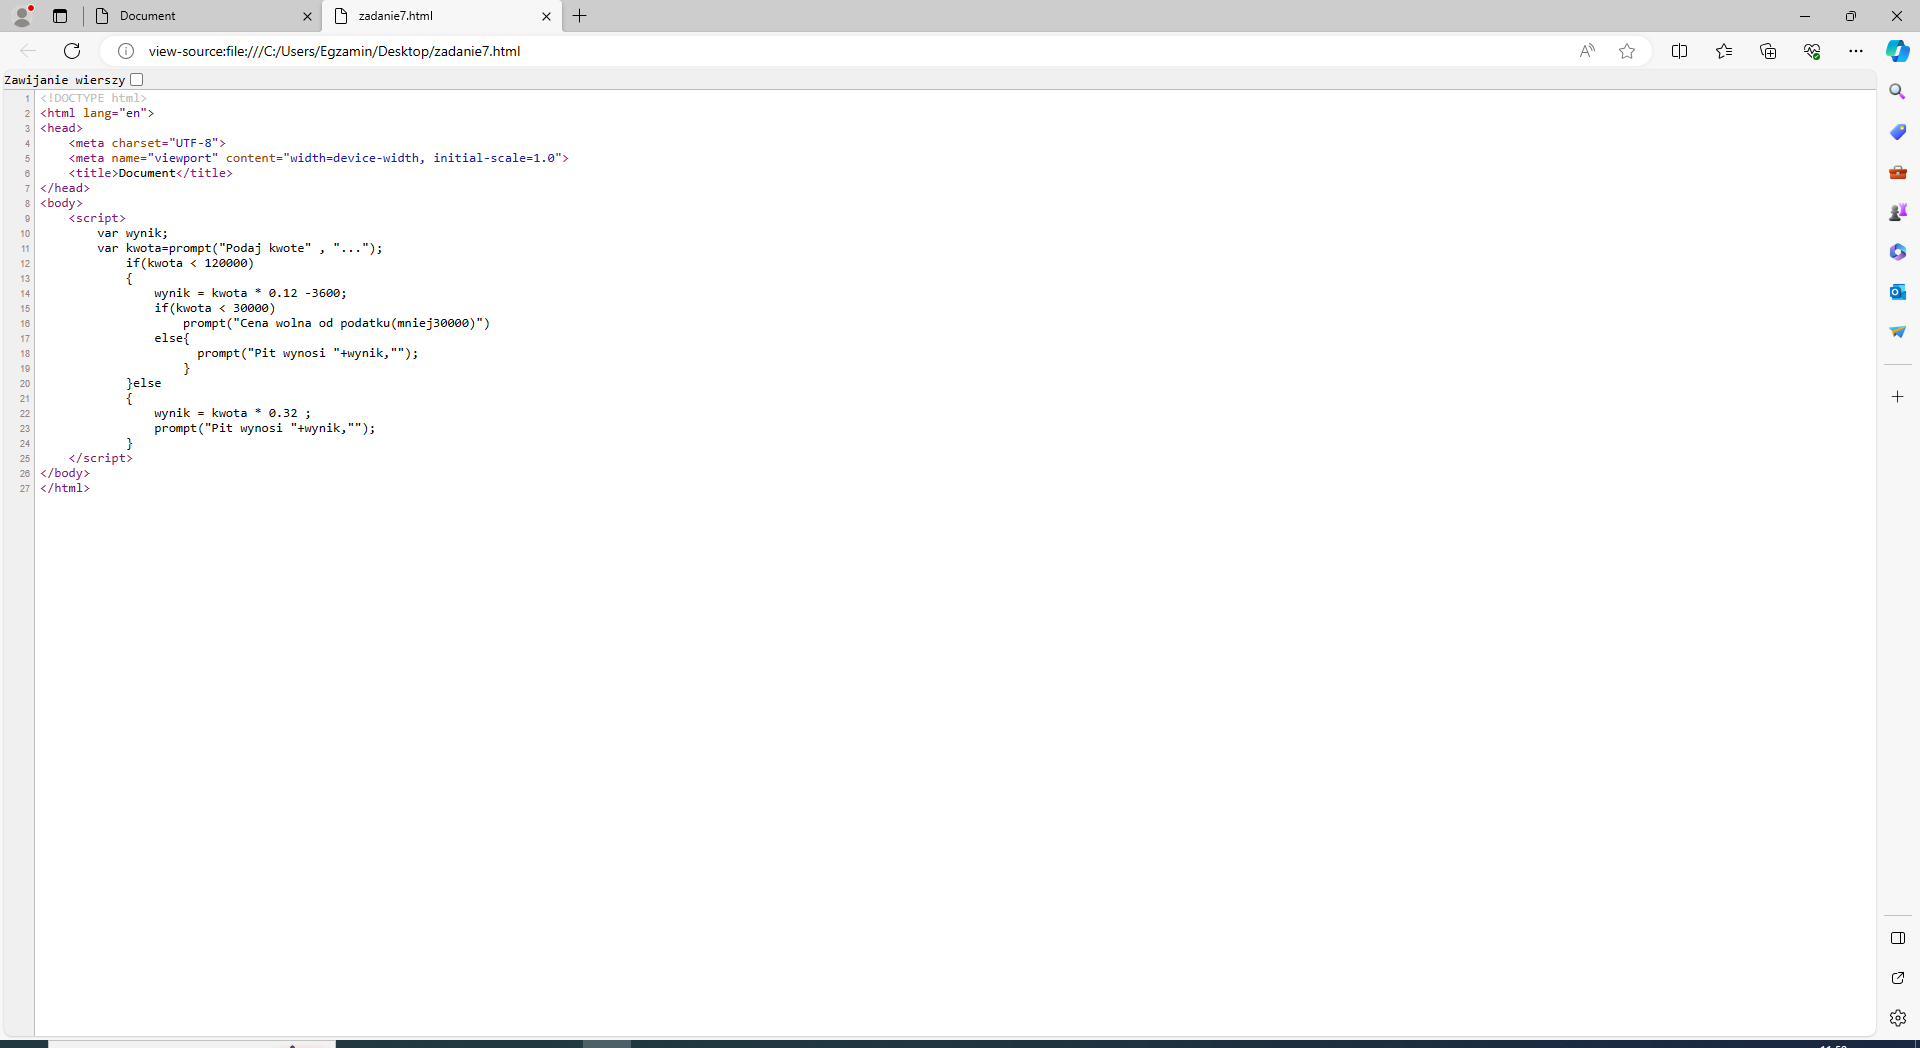 Document
zadanie7.html
view-source:file:///C:/Users/Egzamin/Desktop/zadanie7.html
Zawijanie wierszy
1 <!DOCTYPE html>
2 <html lang="en">
3 <head>
4     <meta charset="UTF-8">
5     <meta name="viewport" content="width=device-width, initial-scale=1.0">
6     <title>Document</title>
7 </head>
8 <body>
9     <script>
10         var wynik;
11         var kwota=prompt("Podaj kwote" , "...");
12             if(kwota < 120000)
13             {
14                 wynik = kwota * 0.12 -3600;
15                 if(kwota < 30000)
16                     prompt("Cena wolna od podatku(mniej30000)")
17                 else{
18                       prompt("Pit wynosi "+wynik,"");
19                     }
20             }else
21             {
22                 wynik = kwota * 0.32 ;
23                 prompt("Pit wynosi "+wynik,"");
24             }
25     </script>
26 </body>
27 </html>